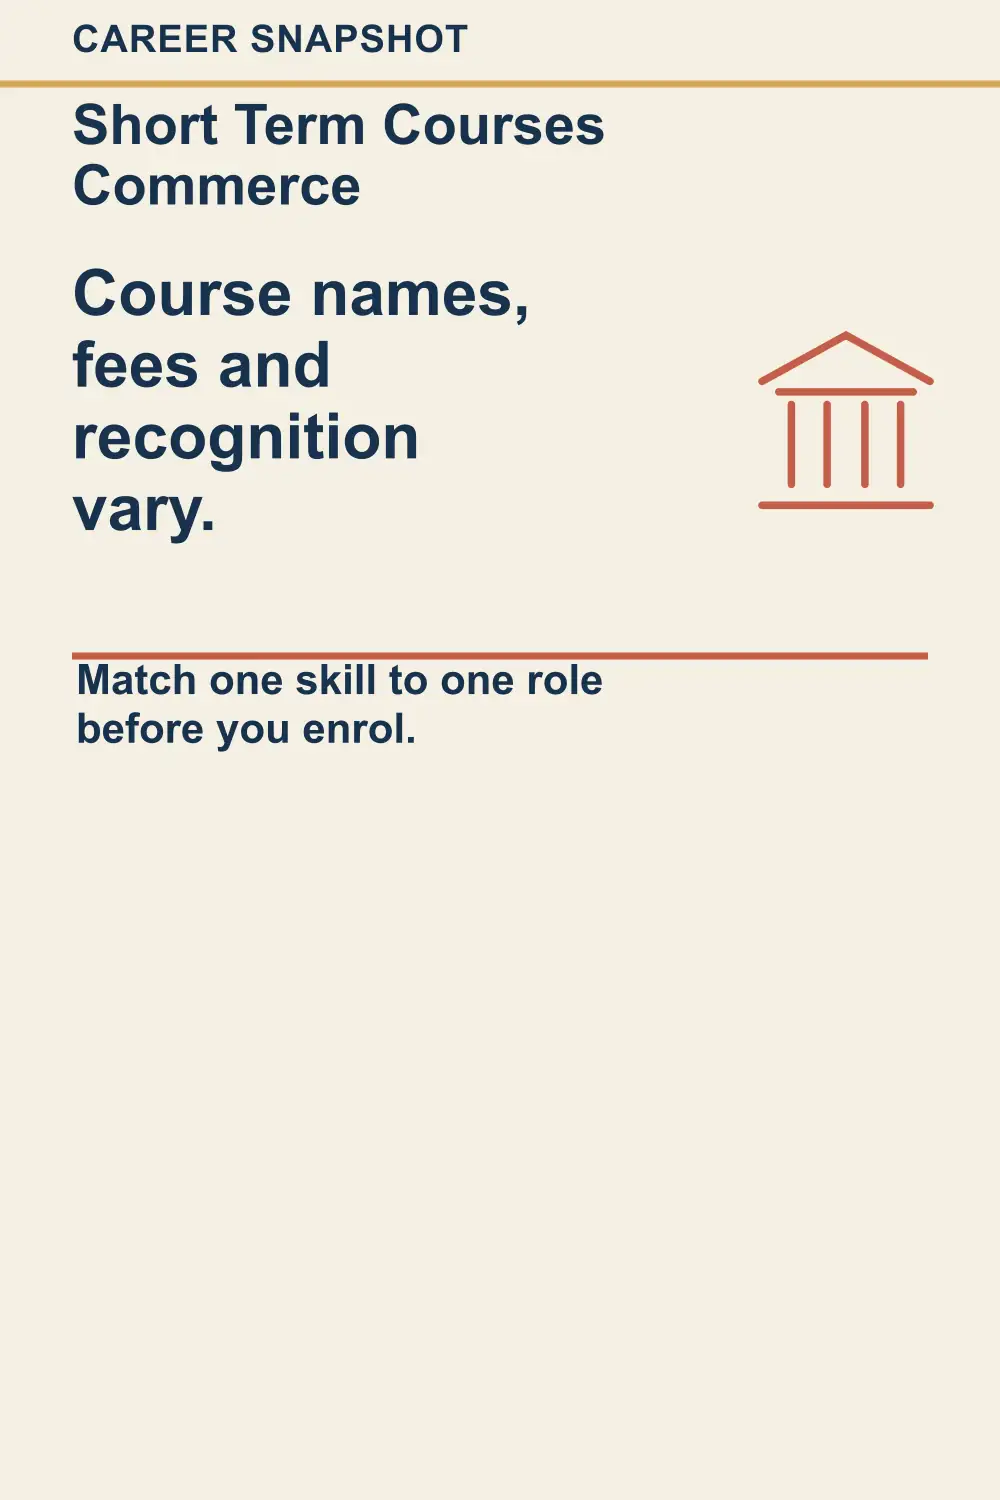 CAREER SNAPSHOT
Short Term Courses
Commerce
Course names,
fees and
recognition
vary.
Match one skill to one role
before you enrol.